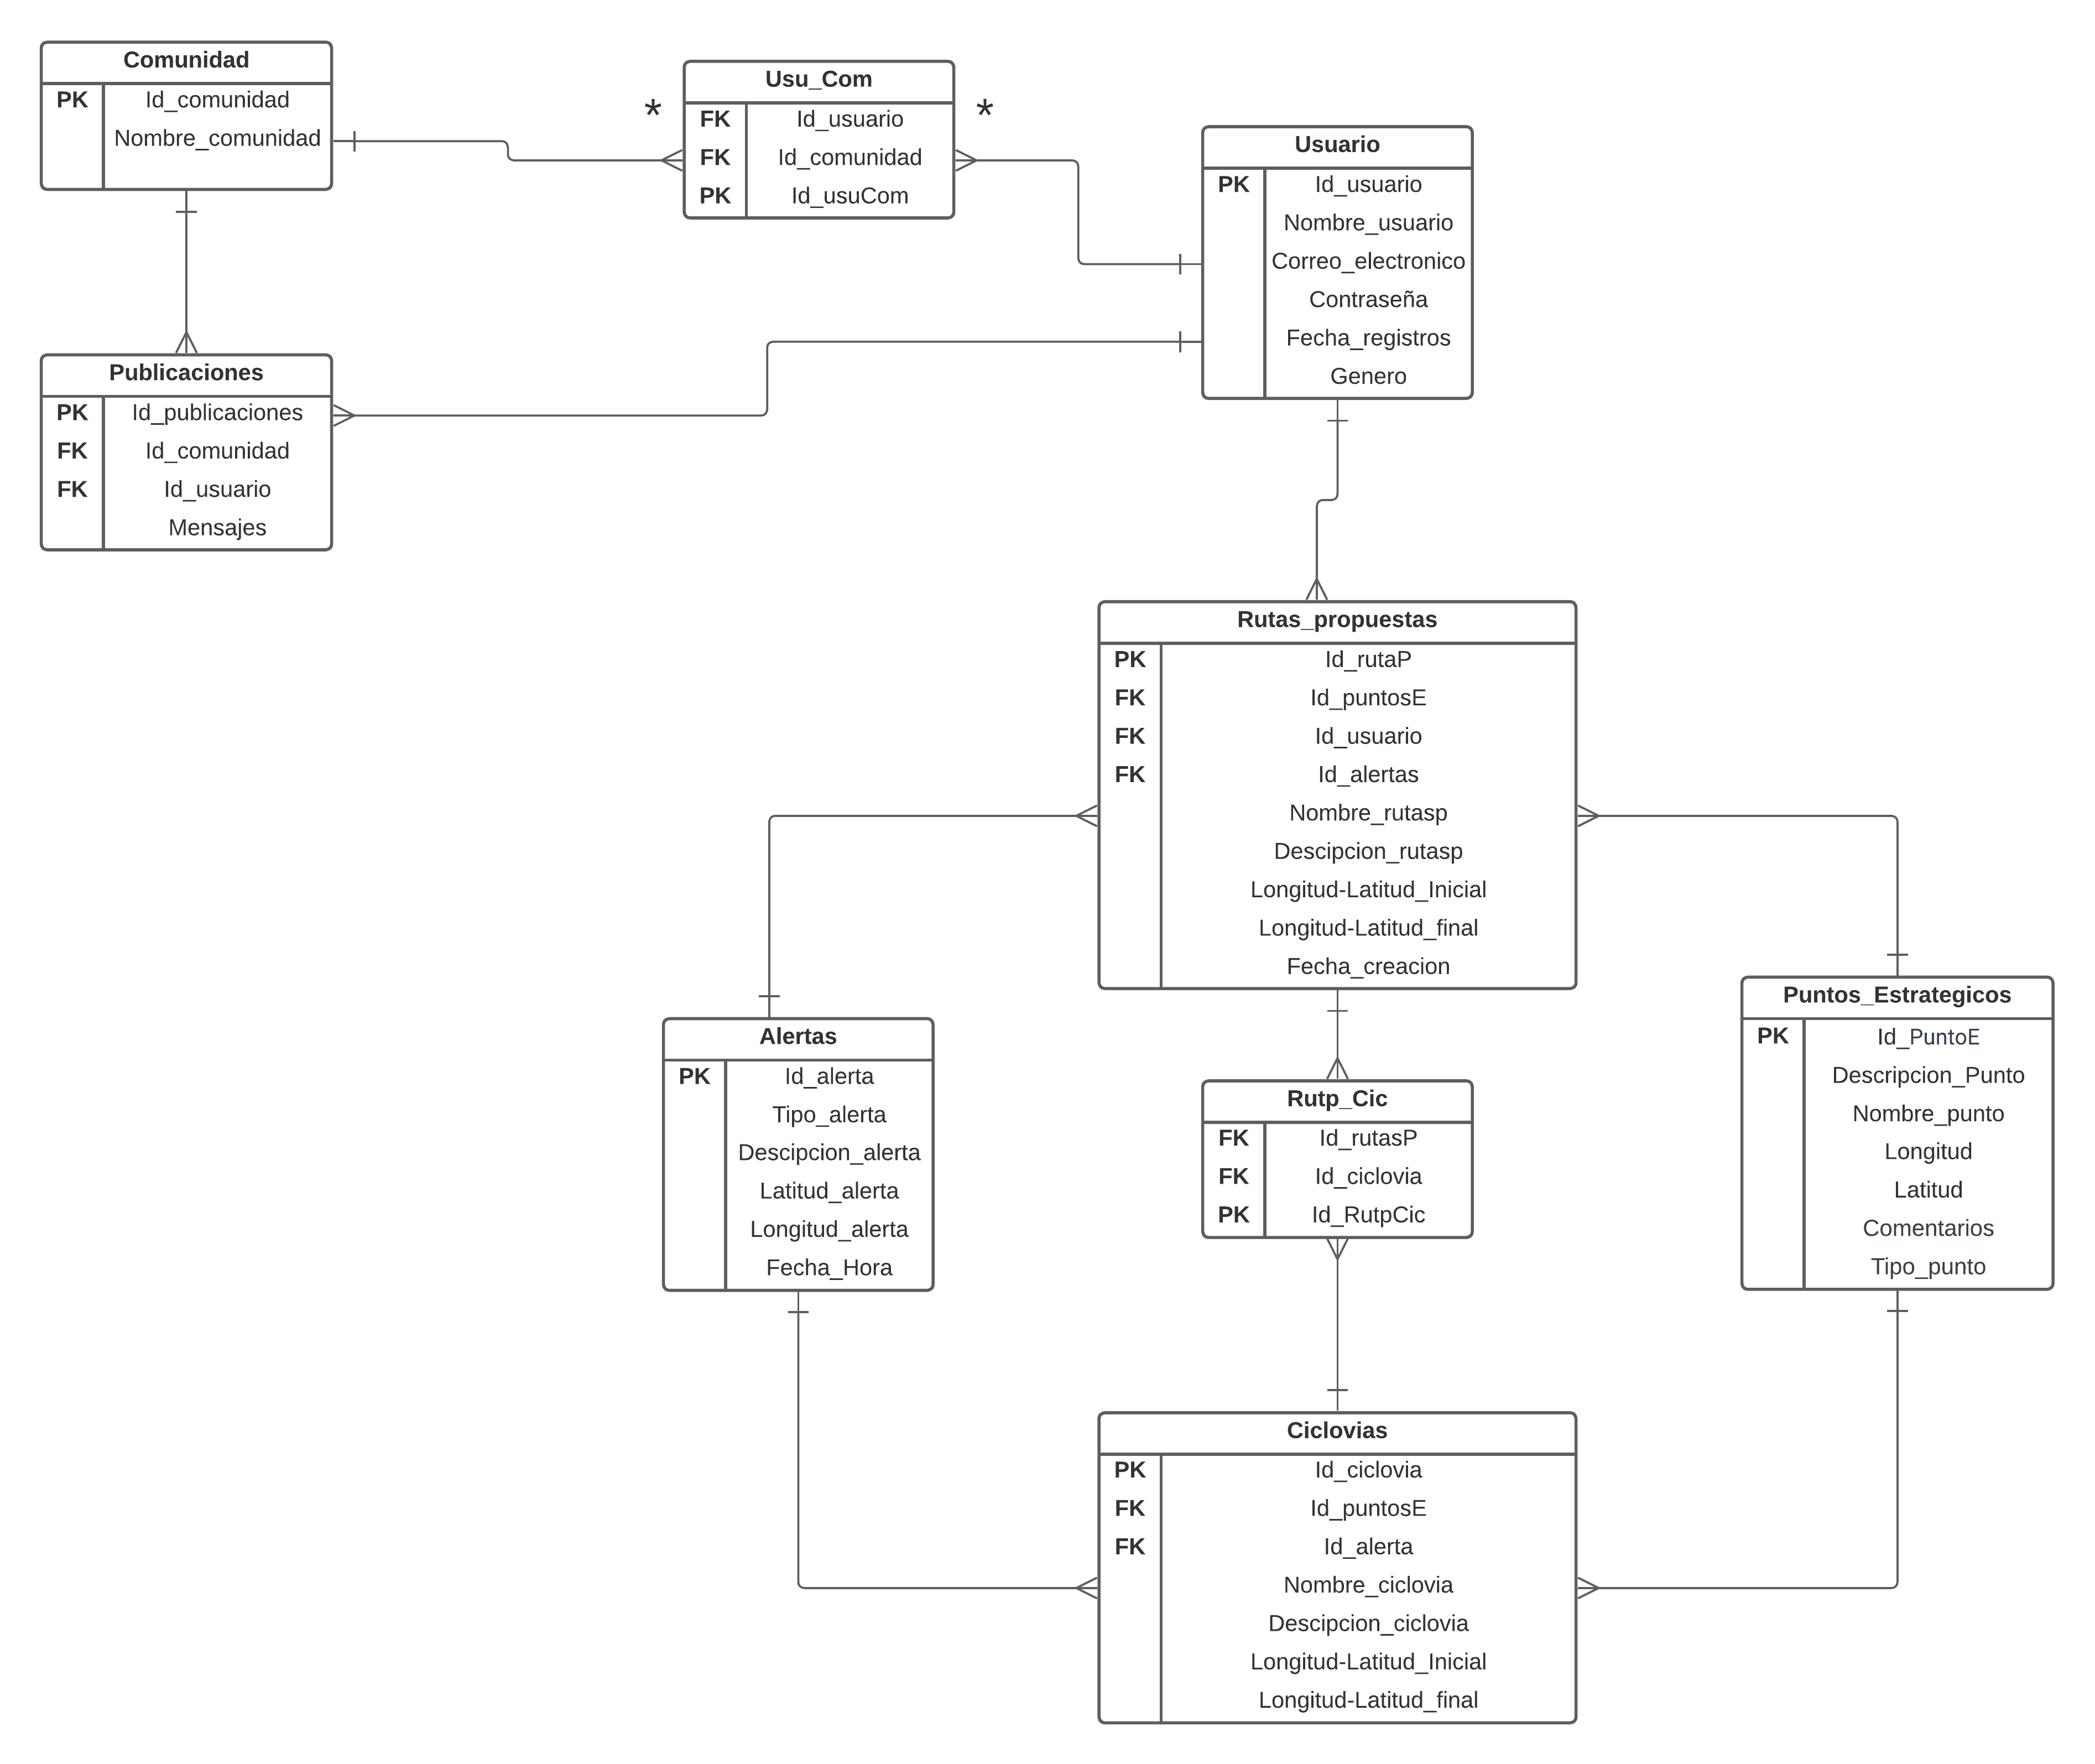 Comunidad
PK Id_comunidad
Nombre_comunidad
*
Usu_Com
FK Id_usuario
FK Id_comunidad
PK Id_usuCom
*
Usuario
PK Id_usuario
Nombre_usuario
Correo_electronico
Contraseña
Fecha_registros
Genero
Publicaciones
PK Id_publicaciones
FK Id_comunidad
FK Id_usuario
Mensajes
Rutas_propuestas
PK Id_rutaP
FK Id_puntosE
FK Id_usuario
FK Id_alertas
Nombre_rutasp
Descipcion_rutasp
Longitud-Latitud_Inicial
Longitud-Latitud_final
Fecha_creacion
Alertas
PK Id_alerta
Tipo_alerta
Descipcion_alerta
Latitud_alerta
Longitud_alerta
Fecha_Hora
Rutp_Cic
FK Id_rutasP
FK Id_ciclovia
PK Id_RutpCic
Puntos_Estrategicos
PK Id_PuntoE
Descripcion_Punto
Nombre_punto
Longitud
Latitud
Comentarios
Tipo_punto
Ciclovias
PK Id_ciclovia
FK Id_puntosE
FK Id_alerta
Nombre_ciclovia
Descipcion_ciclovia
Longitud-Latitud_Inicial
Longitud-Latitud_final